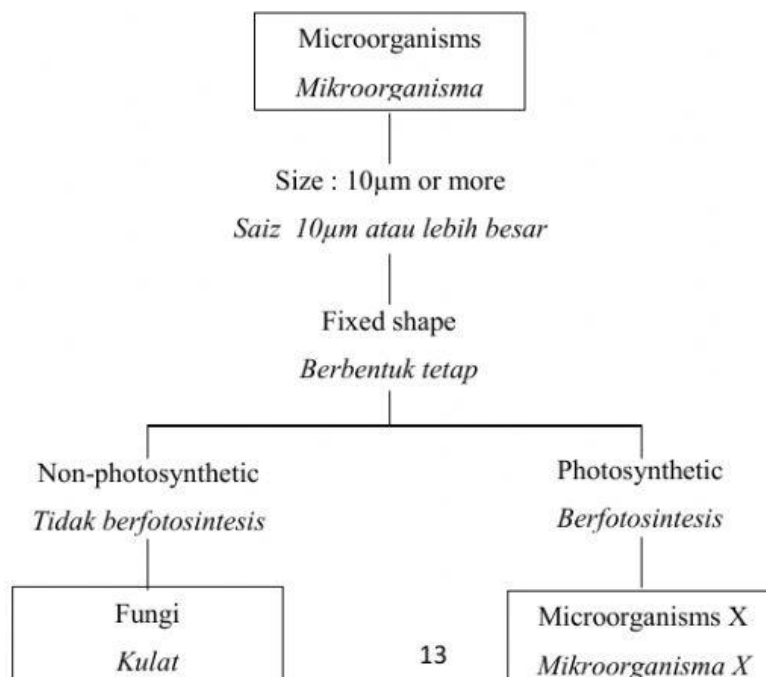 Microorganisms
Mikroorganisma
Size : 10µm or more
Saiz 10µm atau lebih besar
Fixed shape
Berbentuk tetap
Non-photosynthetic
Tidak berfotosintesis
Photosynthetic
Berfotosintesis
Fungi
Kulat
13
Microorganisms X
Mikroorganisma X